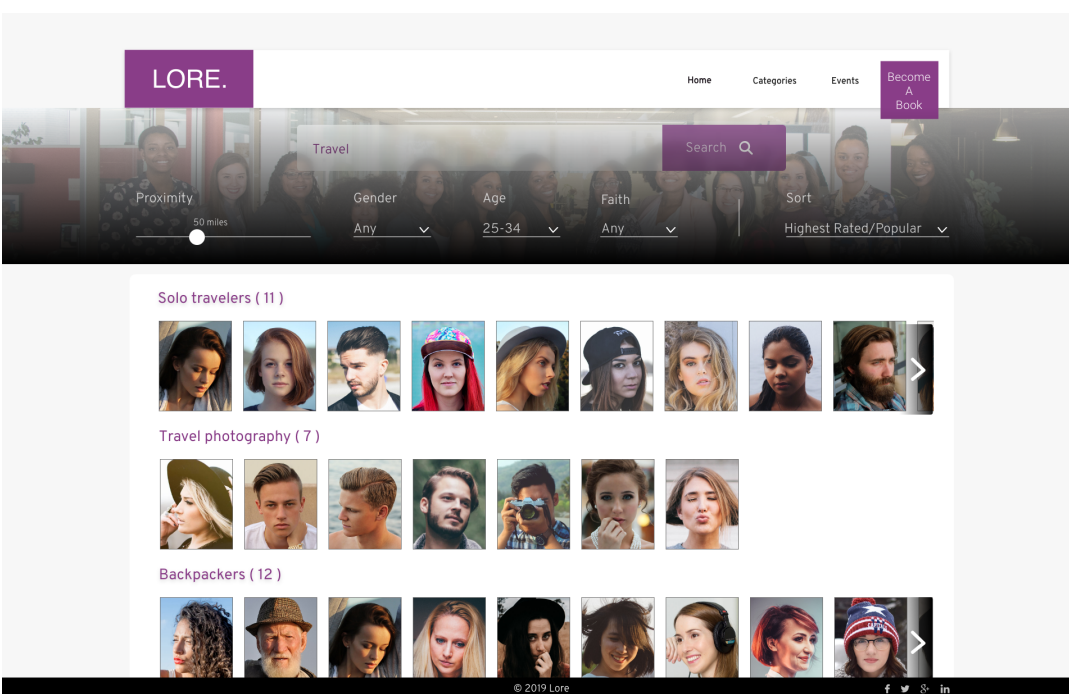 LORE.
Home
Categories
Events
Become
A
Book
Travel
Search
Proximity
Gender
Age
Faith
Sort
50 miles
Any
25-34
Any
Highest Rated/Popular
Solo travelers ( 11 )
Travel photography ( 7 )
Backpackers ( 12 )
© 2019 Lore